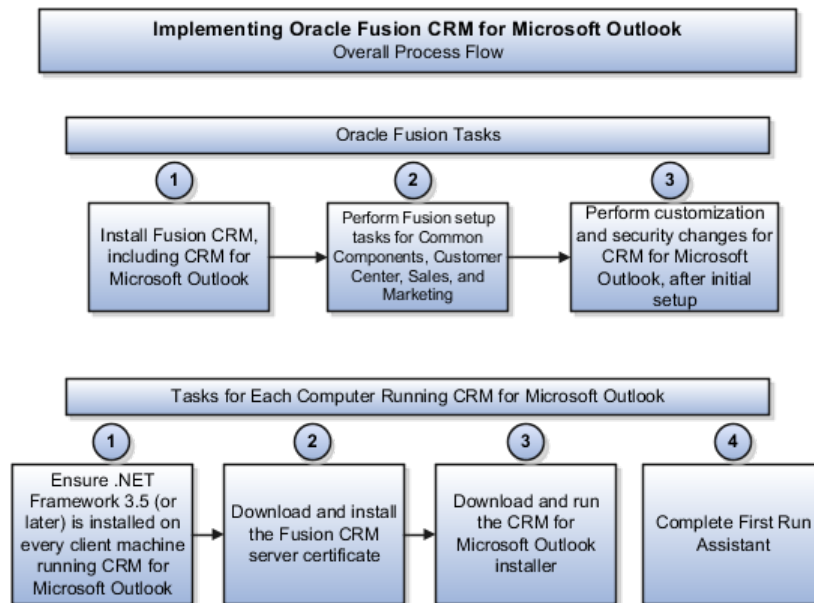 Implementing Oracle Fusion CRM for Microsoft Outlook
Overall Process Flow
Oracle Fusion Tasks
1
Install Fusion CRM,
including CRM for
Microsoft Outlook
2
Perform Fusion setup
tasks for Common
Components, Customer
Center, Sales, and
Marketing
3
Perform customization
and security changes for
CRM for Microsoft
Outlook, after initial
setup
Tasks for Each Computer Running CRM for Microsoft Outlook
1
Ensure .NET
Framework 3.5 (or
later) is installed on
every client machine
running CRM for
Microsoft Outlook
2
Download and install
the Fusion CRM
server certificate
3
Download and run
the CRM for
Microsoft Outlook
installer
4
Complete First Run
Assistant